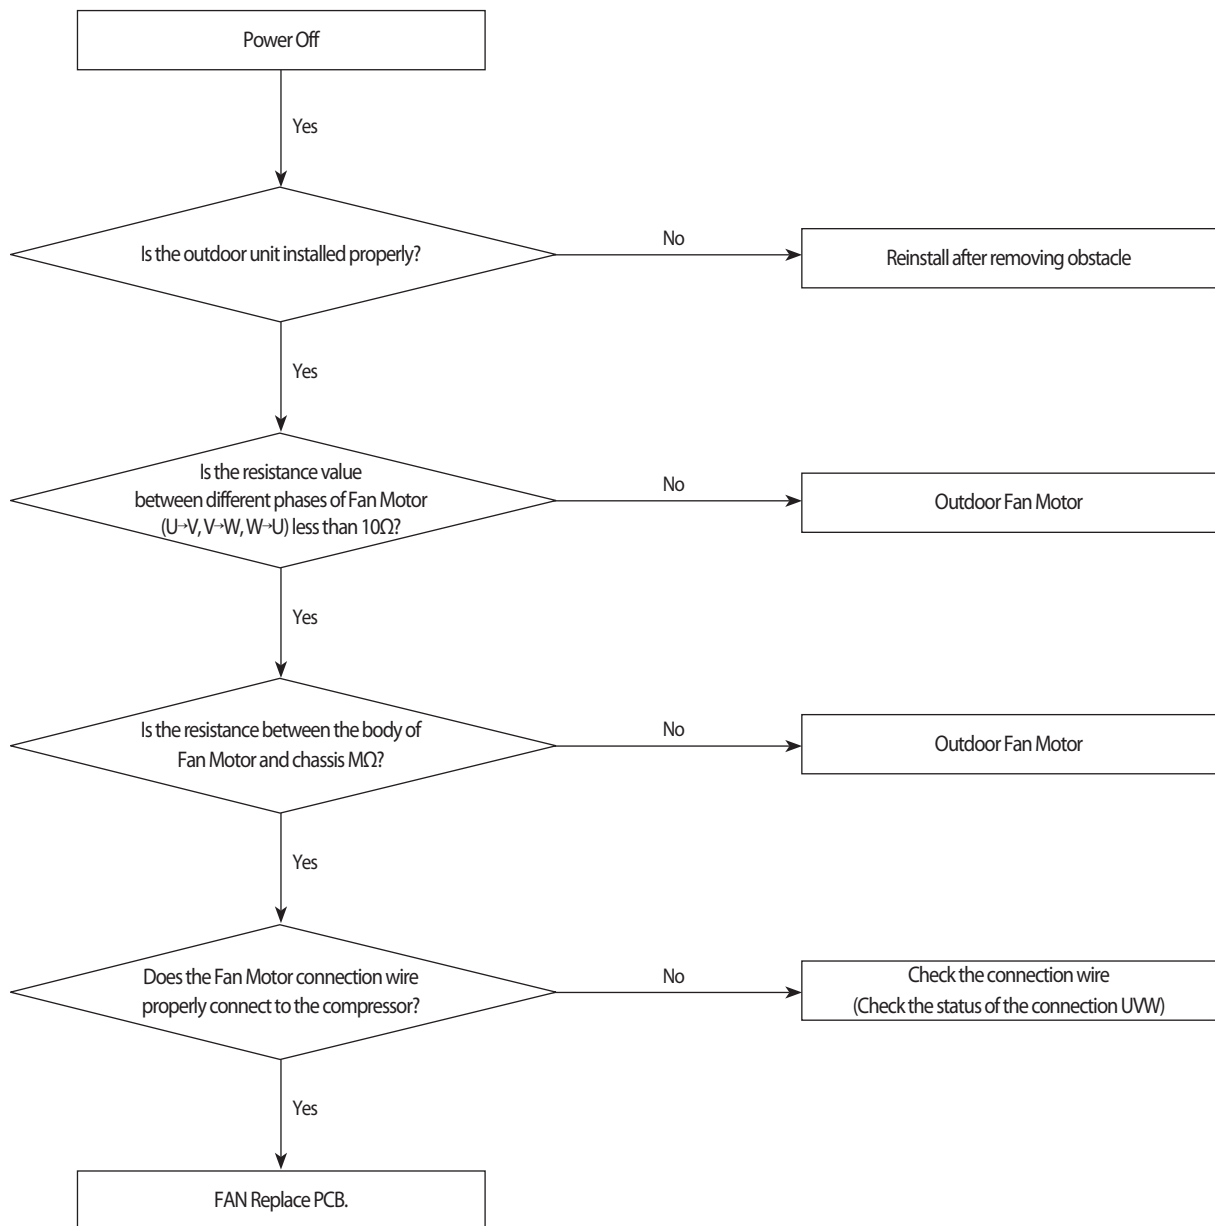 Power Off
Yes
Is the outdoor unit installed properly?
No
Reinstall after removing obstacle
Yes
Is the resistance value
between different phases of Fan Motor
(U→V, V→W, W→U) less than 10Ω?
No
Outdoor Fan Motor
Yes
Is the resistance between the body of
Fan Motor and chassis MΩ?
No
Outdoor Fan Motor
Yes
Does the Fan Motor connection wire
properly connect to the compressor?
No
Check the connection wire
(Check the status of the connection UVW)
Yes
FAN Replace PCB.